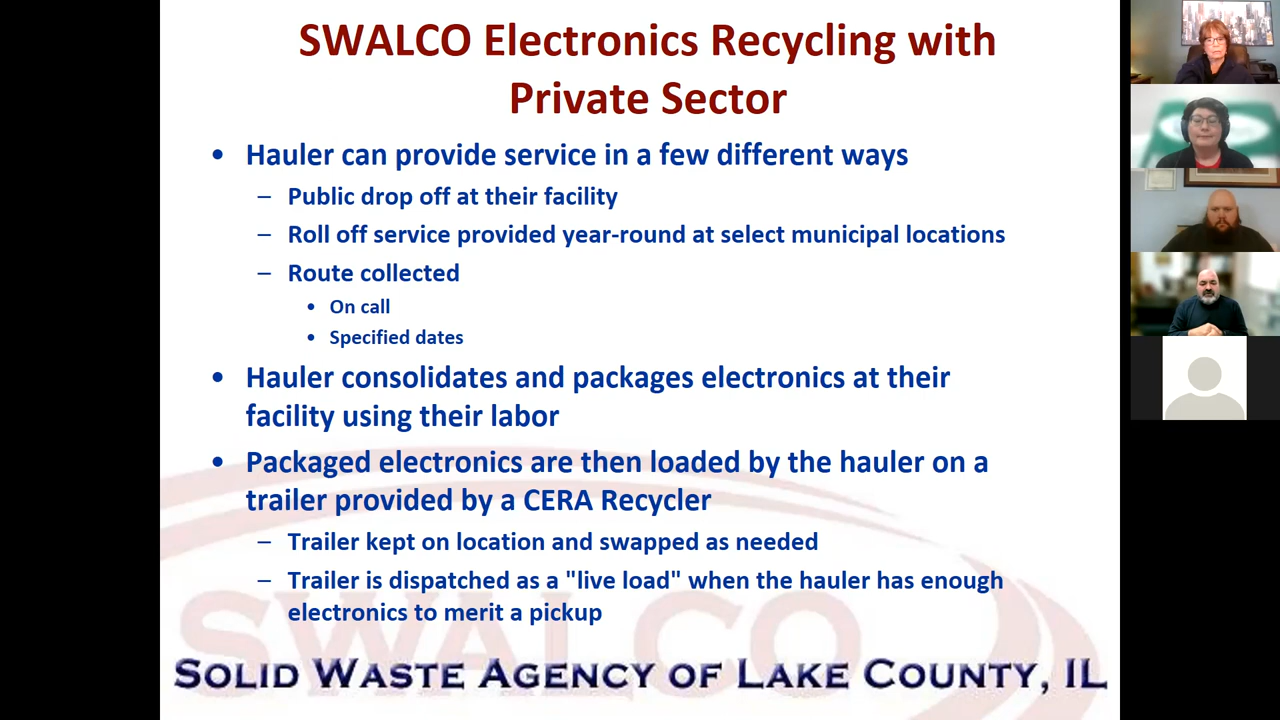 SWALCO Electronics Recycling with
Private Sector
• Hauler can provide service in a few different ways
– Public drop off at their facility
– Roll off service provided year-round at select municipal locations
– Route collected
• On call
• Specified dates
• Hauler consolidates and packages electronics at their
facility using their labor
• Packaged electronics are then loaded by the hauler on a
trailer provided by a CERA Recycler
– Trailer kept on location and swapped as needed
– Trailer is dispatched as a "live load" when the hauler has enough
electronics to merit a pickup
SWALCO
SOLID WASTE AGENCY OF LAKE COUNTY, IL